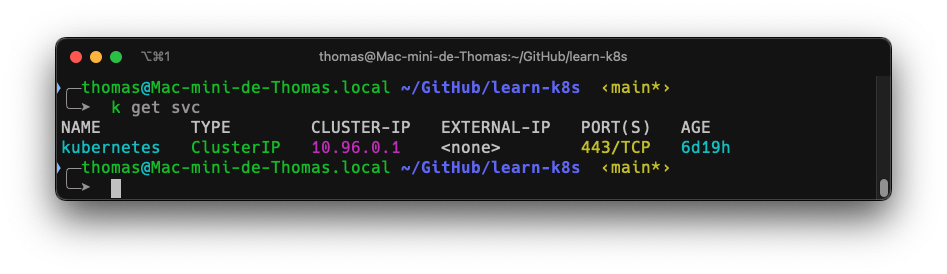 ⌥⌘1
thomas@Mac-mini-de-Thomas:~/GitHub/learn-k8s
thomas@Mac-mini-de-Thomas.local ~/GitHub/learn-k8s ‹main*›
k get svc
NAME TYPE CLUSTER-IP EXTERNAL-IP PORT(S) AGE
kubernetes ClusterIP 10.96.0.1 <none> 443/TCP 6d19h
thomas@Mac-mini-de-Thomas.local ~/GitHub/learn-k8s ‹main*›